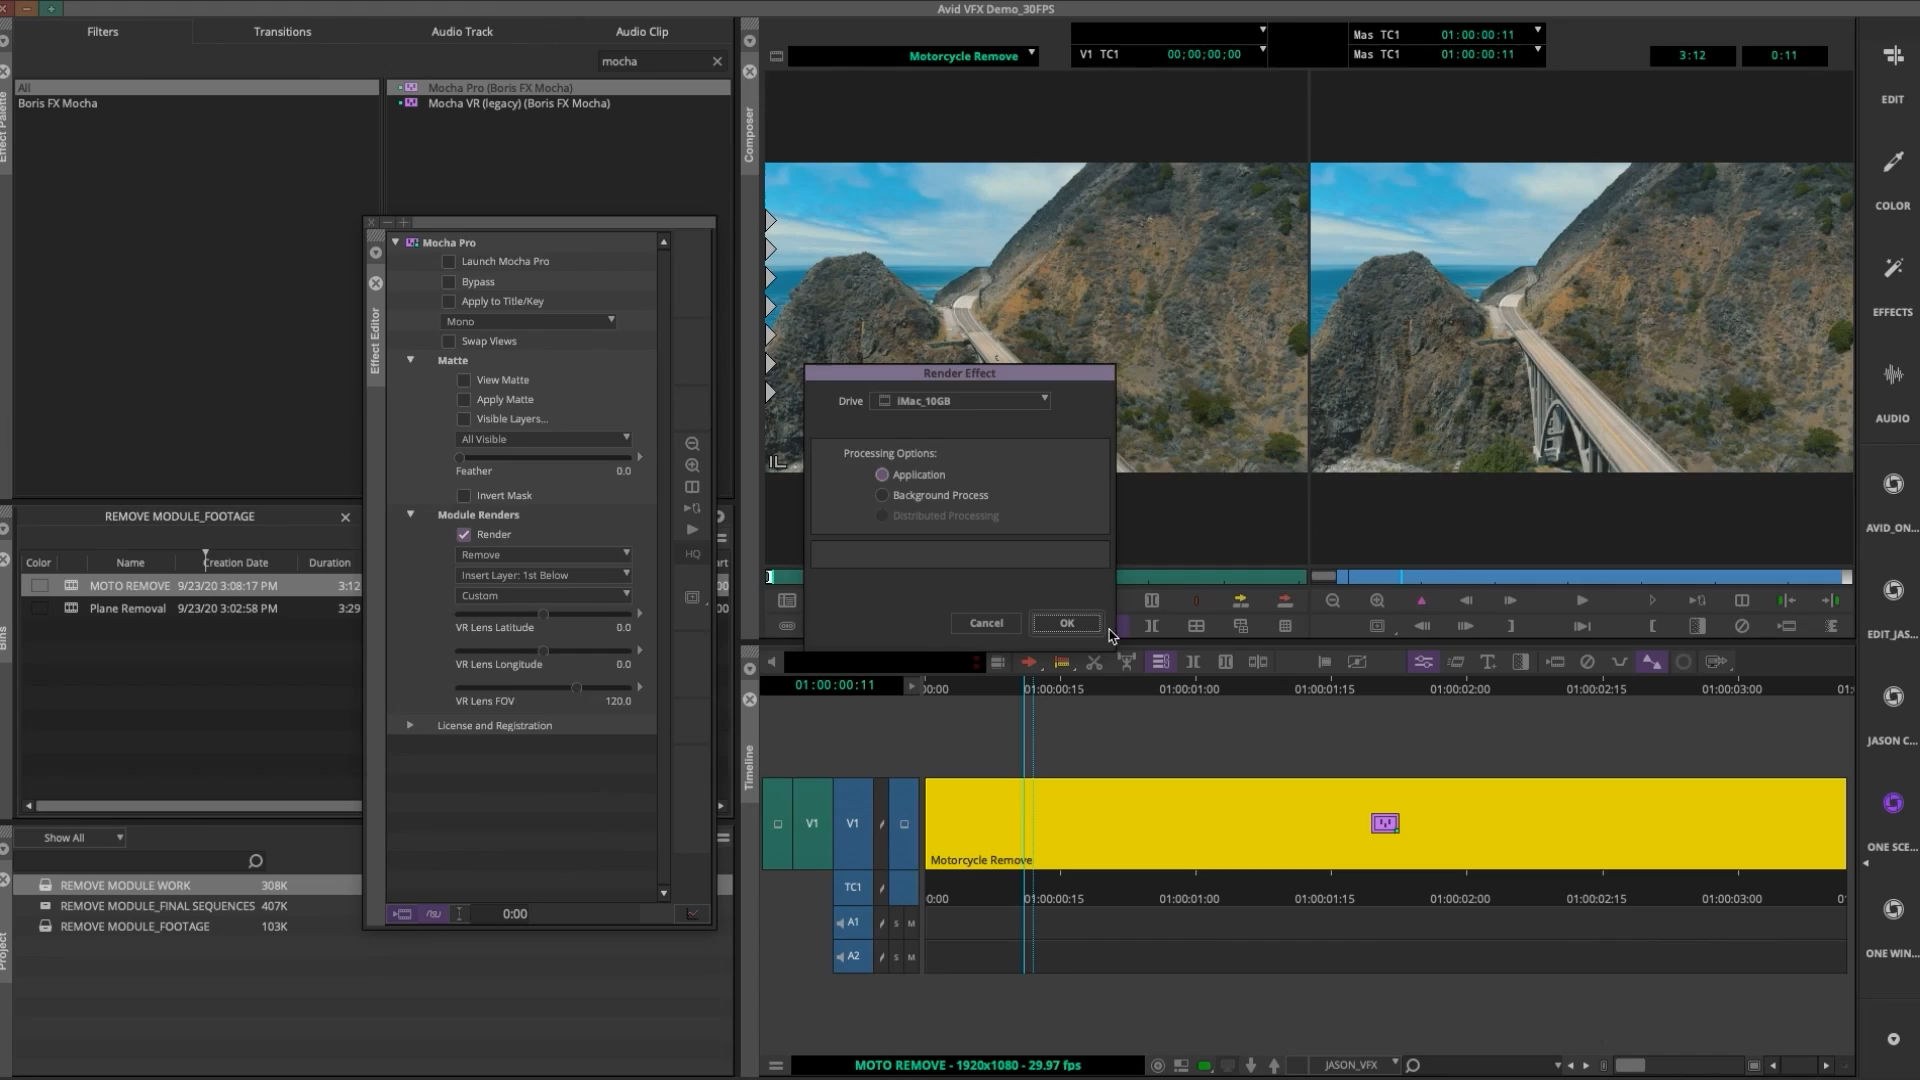 Avid VFX Demo_30FPS
Filters
Transitions
Audio Track
Audio Clip
mocha
All
Boris FX Mocha
Mocha Pro (Boris FX Mocha)
Mocha VR (legacy) (Boris FX Mocha)
Effect Palette
Composer
Motorcycle Remove
V1 TC1 00;00;00;00
Mas TC1 01:00:00:11
Mas TC1 01:00:00:11
3:12
0:11
EDIT
COLOR
EFFECTS
AUDIO
AVID_ON...
EDIT_JAS...
JASON C...
ONE SCE...
ONE WIN...
Effect Editor
Mocha Pro
Launch Mocha Pro
Bypass
Apply to Title/Key
Mono
Swap Views
Matte
View Matte
Apply Matte
Visible Layers...
All Visible
Feather 0.0
Invert Mask
Module Renders
Render
Remove
Insert Layer: 1st Below
Custom
VR Lens Latitude 0.0
VR Lens Longitude 0.0
VR Lens FOV 120.0
License and Registration
HQ
0:00
Render Effect
Drive iMac_10GB
Processing Options:
Application
Background Process
Distributed Processing
Cancel
OK
Bins
REMOVE MODULE_FOOTAGE
Color Name Creation Date Duration
MOTO REMOVE 9/23/20 3:08:17 PM 3:12
Plane Removal 9/23/20 3:02:58 PM 3:29
Project
Show All
REMOVE MODULE WORK 308K
REMOVE MODULE_FINAL SEQUENCES 407K
REMOVE MODULE_FOOTAGE 103K
Timeline
01:00:00:11
0:00 01:00:00:15 01:00:01:00 01:00:01:15 01:00:02:00 01:00:02:15 01:00:03:00 01:
V1 V1
Motorcycle Remove
TC1
0:00 01:00:00:15 01:00:01:00 01:00:01:15 01:00:02:00 01:00:02:15 01:00:03:00
A1 S M
A2 S M
MOTO REMOVE - 1920x1080 - 29.97 fps
JASON_VFX